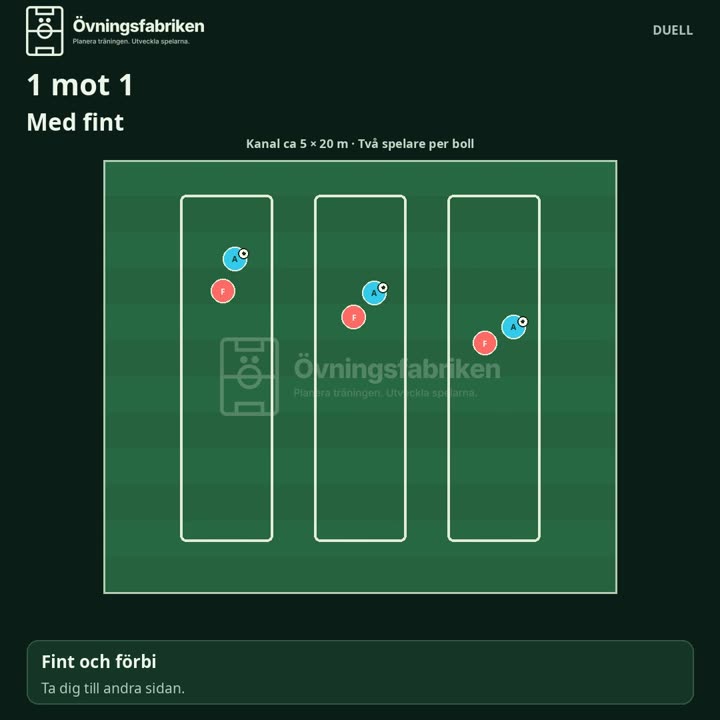 Övningsfabriken
Planera träningen. Utveckla spelarna.
DUELL
1 mot 1
Med fint
Kanal ca 5 × 20 m · Två spelare per boll
A
F
A
F
A
F
Övningsfabriken
Planera träningen. Utveckla spelarna.
Fint och förbi
Ta dig till andra sidan.